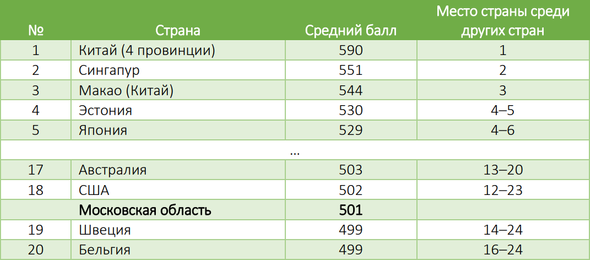 № Страна Средний балл Место страны среди других стран
1 Китай (4 провинции) 590 1
2 Сингапур 551 2
3 Макао (Китай) 544 3
4 Эстония 530 4–5
5 Япония 529 4–6
...
17 Австралия 503 13–20
18 США 502 12–23
Московская область 501
19 Швеция 499 14–24
20 Бельгия 499 16–24